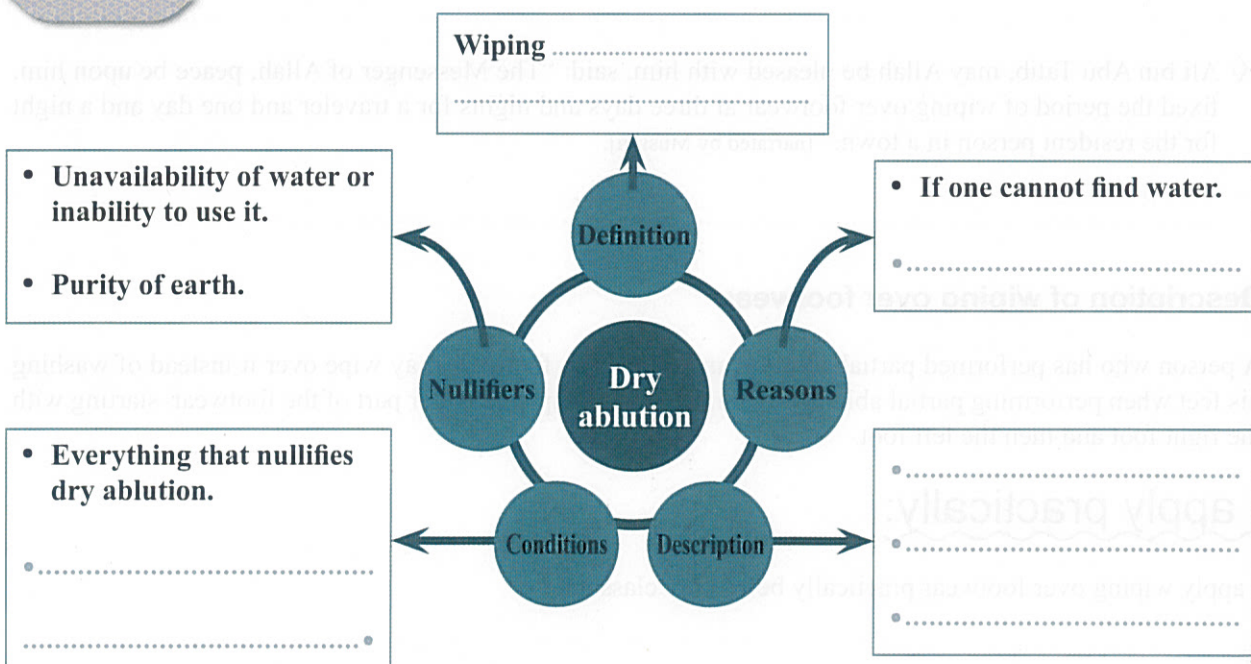 Wiping ........................................
........................................................
Definition
• Unavailability of water or
inability to use it.
• Purity of earth.
Nullifiers
• If one cannot find water.
• ........................................................
Reasons
Dry
ablution
• Everything that nullifies
dry ablution.
• ........................................................
........................................................ •
Conditions
Description
• ........................................................
• ........................................................
• ........................................................